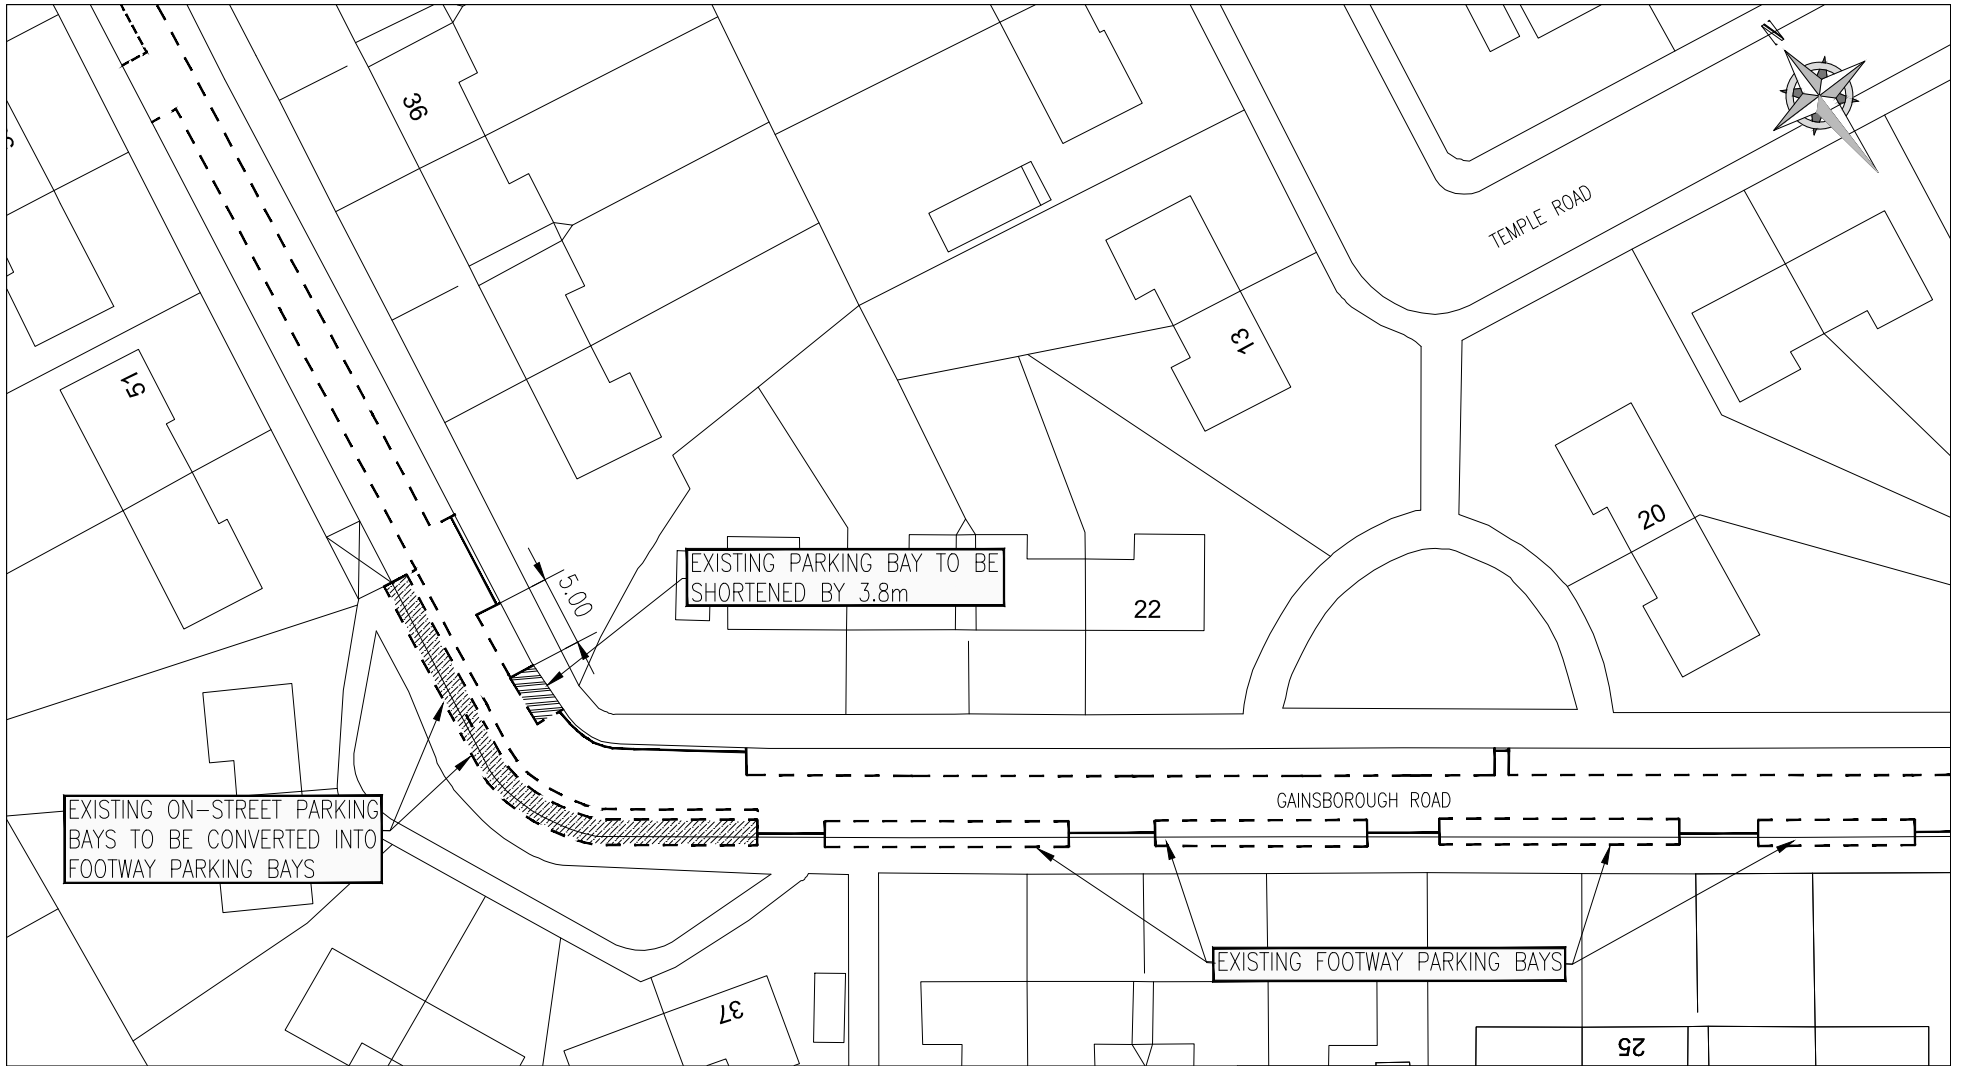 N
36
TEMPLE ROAD
13
51
EXISTING PARKING BAY TO BE
SHORTENED BY 3.8m
5.00
22
20
GAINSBOROUGH ROAD
EXISTING ON-STREET PARKING
BAYS TO BE CONVERTED INTO
FOOTWAY PARKING BAYS
EXISTING FOOTWAY PARKING BAYS
37
25